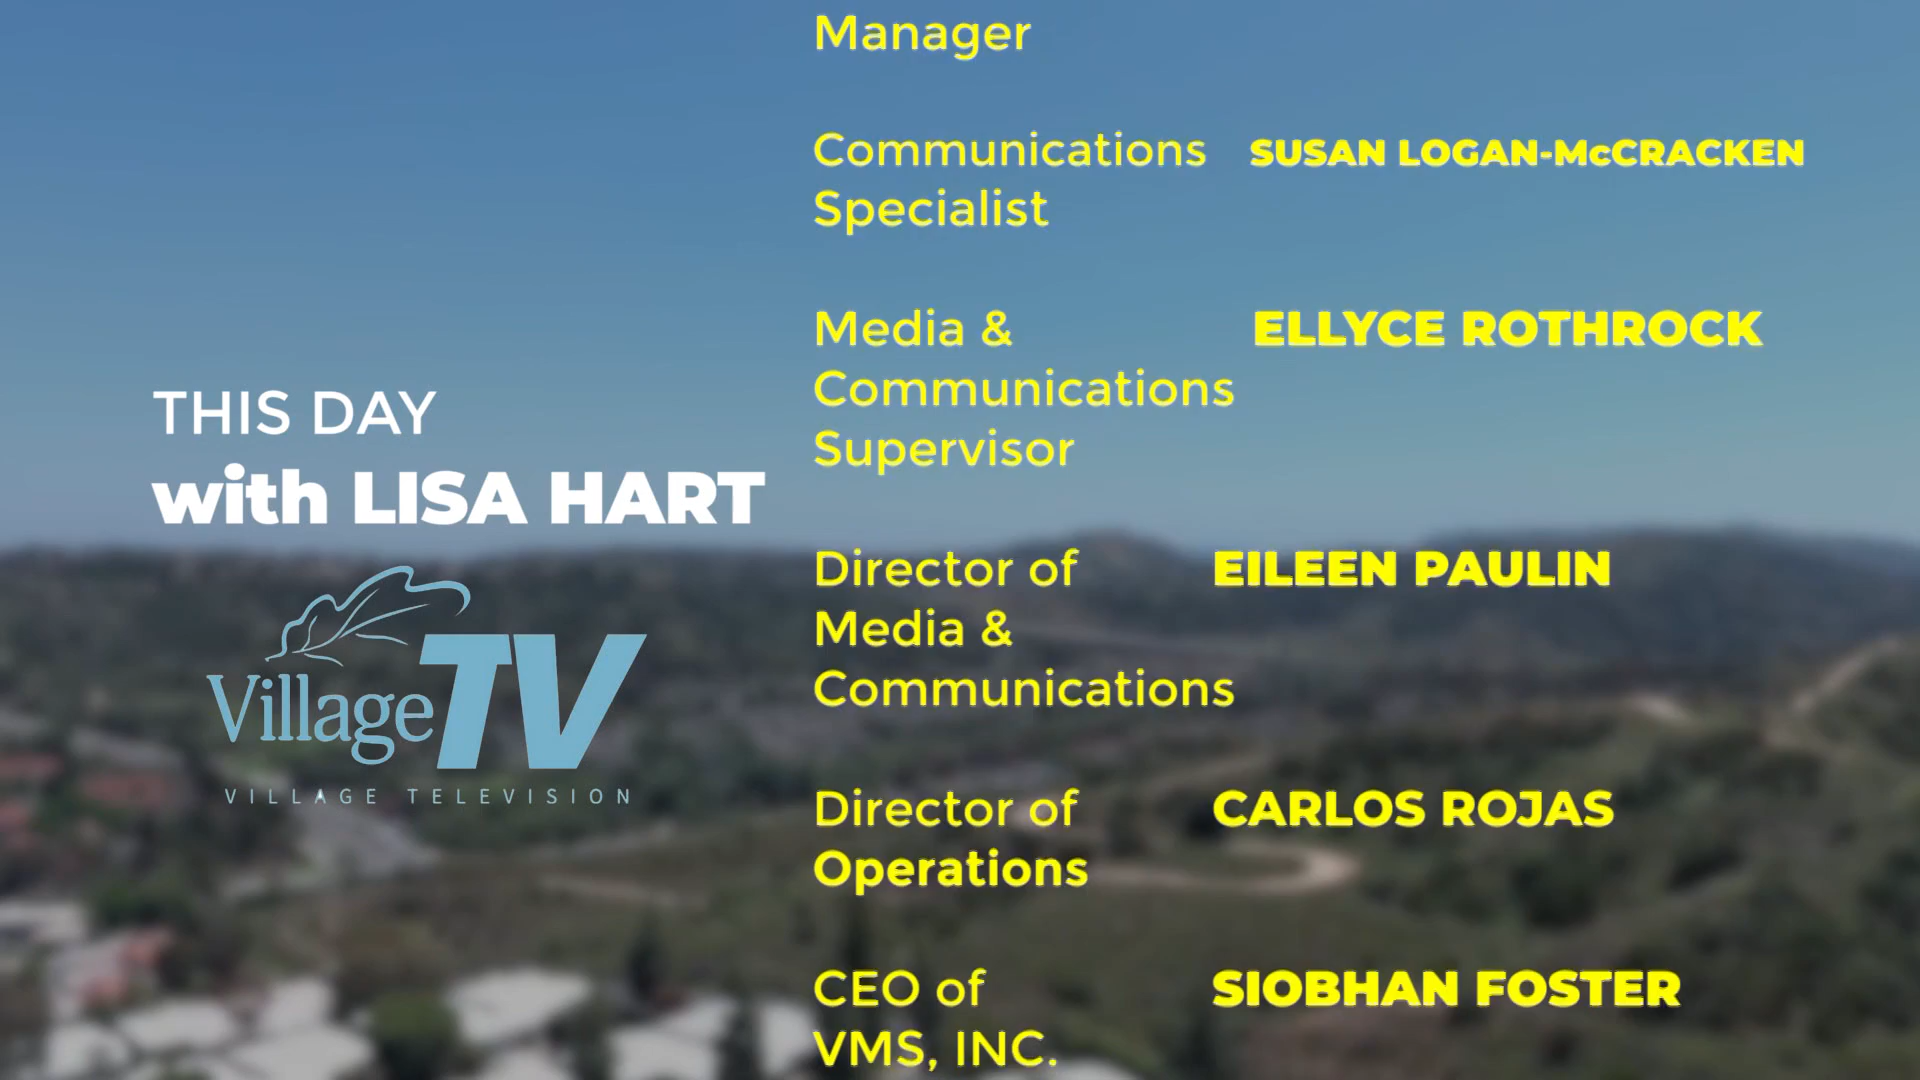 THIS DAY
with LISA HART
Village TV
VILLAGE TELEVISION
Manager
Communications SUSAN LOGAN-McCRACKEN
Specialist
Media & ELLYCE ROTHROCK
Communications
Supervisor
Director of EILEEN PAULIN
Media &
Communications
Director of CARLOS ROJAS
Operations
CEO of SIOBHAN FOSTER
VMS, INC.